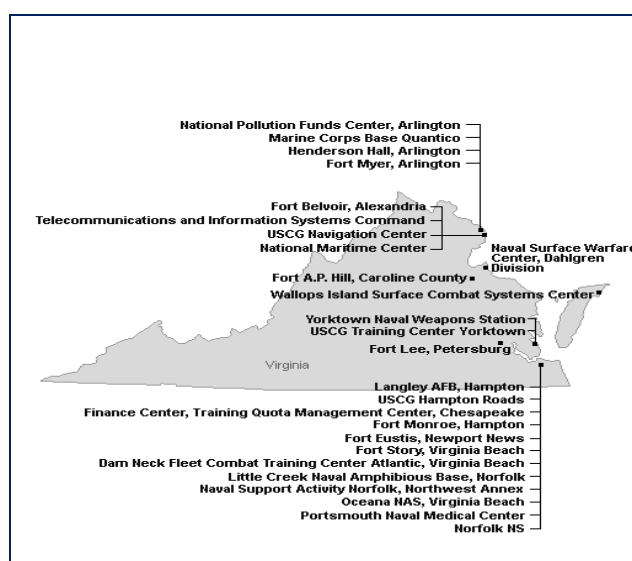 National Pollution Funds Center, Arlington
Marine Corps Base Quantico
Henderson Hall, Arlington
Fort Myer, Arlington
Fort Belvoir, Alexandria
Telecommunications and Information Systems Command
USCG Navigation Center
National Maritime Center
Naval Surface Warfare
Center, Dahlgren
Division
Fort A.P. Hill, Caroline County
Wallops Island Surface Combat Systems Center
Yorktown Naval Weapons Station
USCG Training Center Yorktown
Fort Lee, Petersburg
Virginia
Langley AFB, Hampton
USCG Hampton Roads
Finance Center, Training Quota Management Center, Chesapeake
Fort Monroe, Hampton
Fort Eustis, Newport News
Fort Story, Virginia Beach
Dam Neck Fleet Combat Training Center Atlantic, Virginia Beach
Little Creek Naval Amphibious Base, Norfolk
Naval Support Activity Norfolk, Northwest Annex
Oceana NAS, Virginia Beach
Portsmouth Naval Medical Center
Norfolk NS